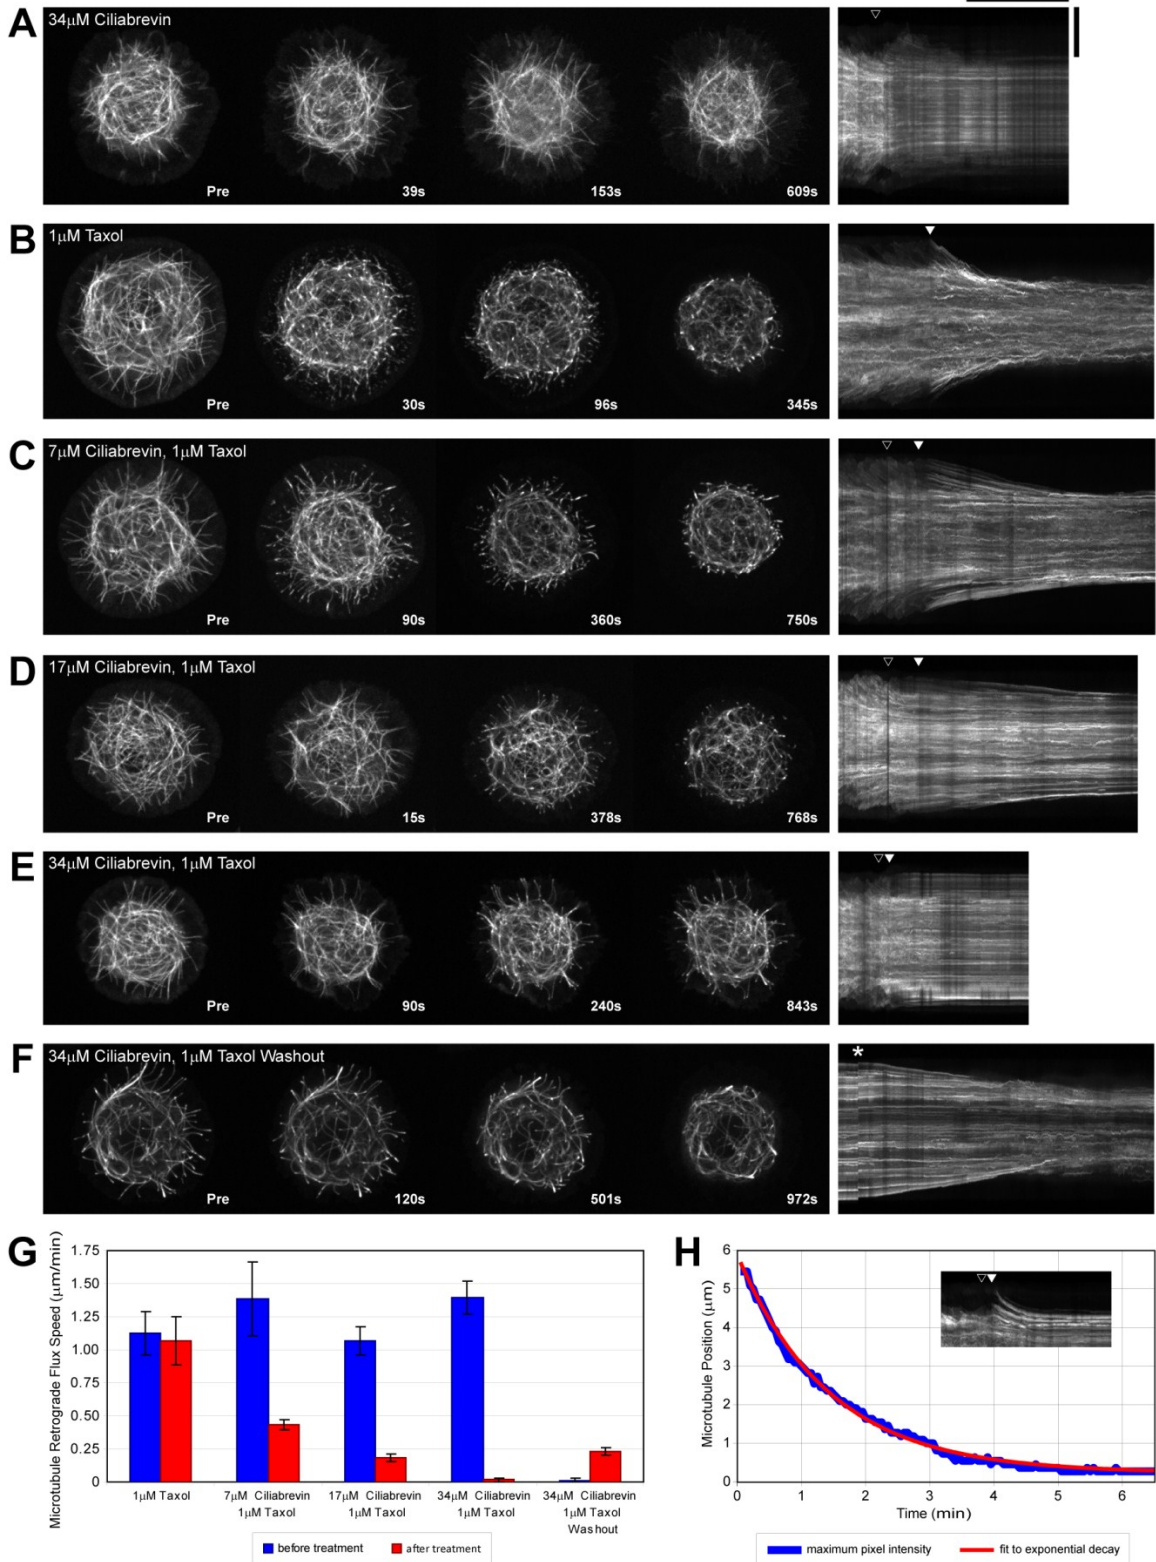 A
34μM Ciliabrevin
Pre
39s
153s
609s
B
1μM Taxol
Pre
30s
96s
345s
C
7μM Ciliabrevin, 1μM Taxol
Pre
90s
360s
750s
D
17μM Ciliabrevin, 1μM Taxol
Pre
15s
378s
768s
E
34μM Ciliabrevin, 1μM Taxol
Pre
90s
240s
843s
F
34μM Ciliabrevin, 1μM Taxol Washout
*
Pre
120s
501s
972s
G
Microtubule Retrograde Flux Speed (μm/min)
1.75
1.50
1.25
1.00
0.75
0.50
0.25
0
1μM Taxol
7μM Ciliabrevin
1μM Taxol
17μM Ciliabrevin
1μM Taxol
34μM Ciliabrevin
1μM Taxol
34μM Ciliabrevin
1μM Taxol
Washout
before treatment
after treatment
H
Microtubule Position (μm)
6
5
4
3
2
1
0
0 1 2 3 4 5 6
Time (min)
maximum pixel intensity
fit to exponential decay